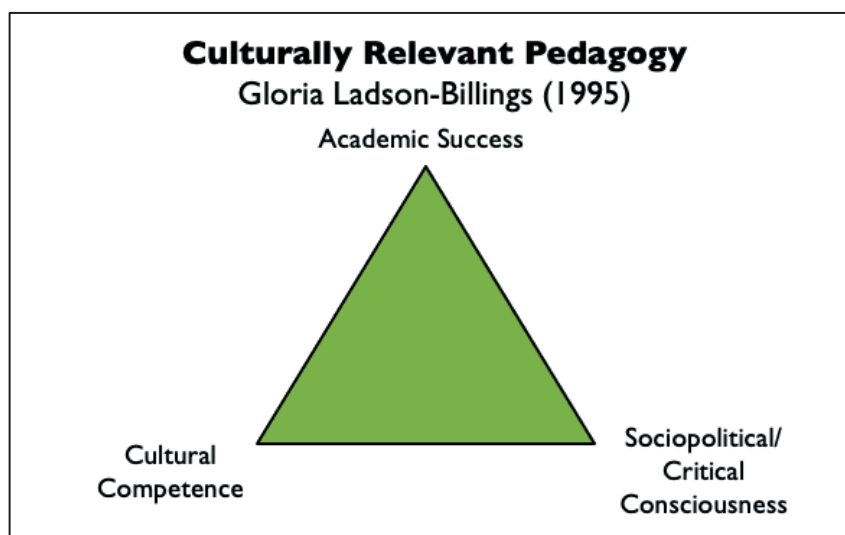 Culturally Relevant Pedagogy
Gloria Ladson-Billings (1995)
Academic Success
Cultural
Competence
Sociopolitical/
Critical
Consciousness